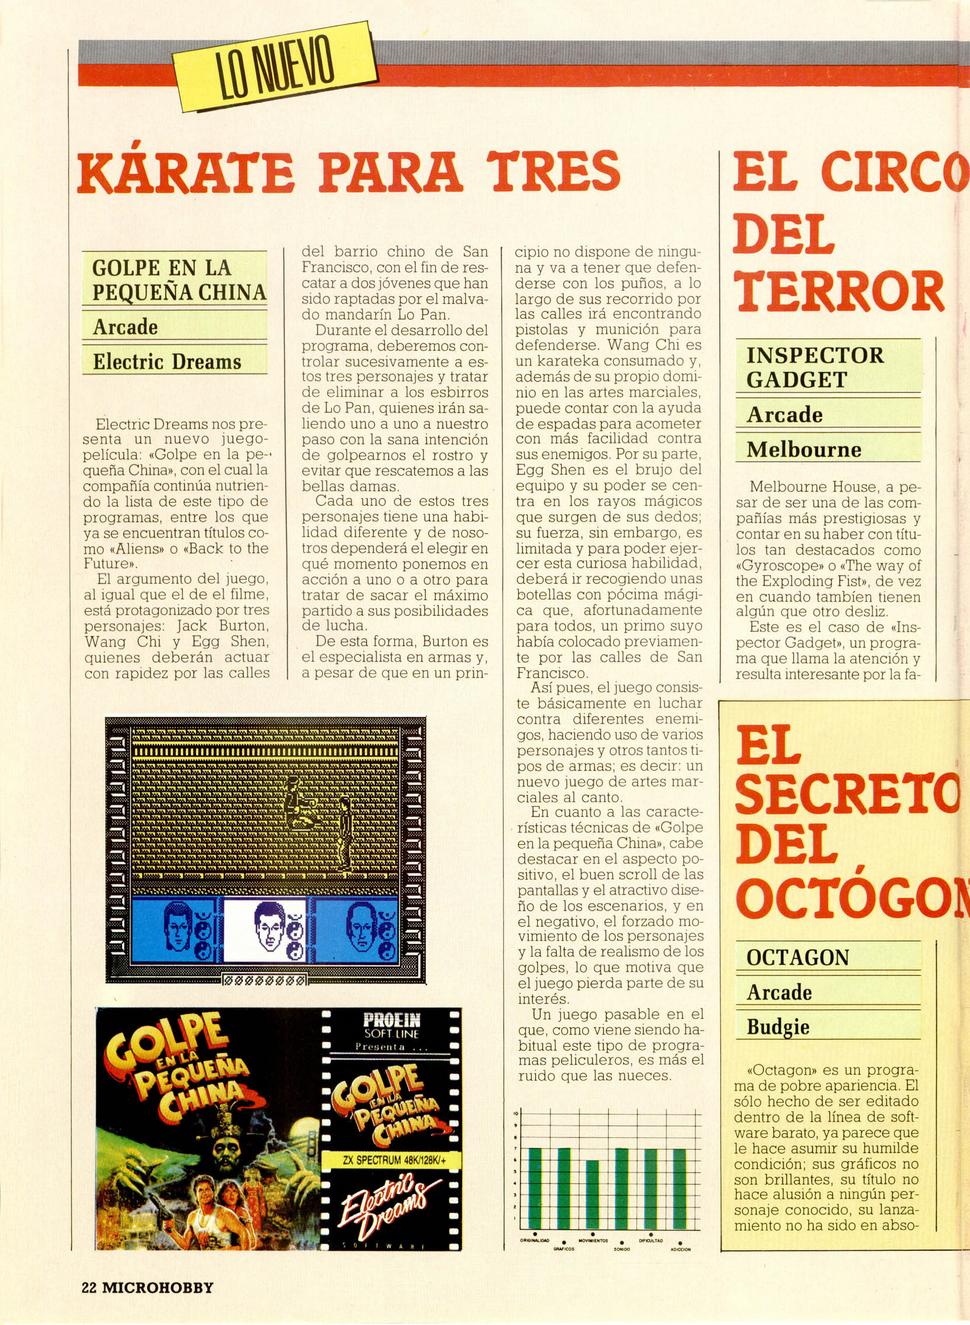 LO NUEVO
KÁRATE PARA TRES
GOLPE EN LA
PEQUEÑA CHINA
Arcade
Electric Dreams
Electric Dreams nos pre-
senta un nuevo juego-
película: «Golpe en la pe-
queña China», con el cual la
compañía continúa nutrien-
do la lista de este tipo de
programas, entre los que
ya se encuentran títulos co-
mo «Aliens» o «Back to the
Future».
El argumento del juego,
al igual que el de el filme,
está protagonizado por tres
personajes: Jack Burton,
Wang Chi y Egg Shen,
quienes deberán actuar
con rapidez por las calles
del barrio chino de San
Francisco, con el fin de res-
catar a dos jóvenes que han
sido raptadas por el malva-
do mandarín Lo Pan.
Durante el desarrollo del
programa, deberemos con-
trolar sucesivamente a es-
tos tres personajes y tratar
de eliminar a los esbirros
de Lo Pan, quienes irán sa-
liendo uno a uno a nuestro
paso con la sana intención
de golpearnos el rostro y
evitar que rescatemos a las
bellas damas.
Cada uno de estos tres
personajes tiene una habi-
lidad diferente y de noso-
tros dependerá el elegir en
qué momento ponemos en
acción a uno o a otro para
tratar de sacar el máximo
partido a sus posibilidades
de lucha.
De esta forma, Burton es
el especialista en armas y,
a pesar de que en un prin-
cipio no dispone de ningu-
na y va a tener que defen-
derse con los puños, a lo
largo de sus recorrido por
las calles irá encontrando
pistolas y munición para
defenderse. Wang Chi es
un karateka consumado y,
además de su propio domi-
nio en las artes marciales,
puede contar con la ayuda
de espadas para acometer
con más facilidad contra
sus enemigos. Por su parte,
Egg Shen es el brujo del
equipo y su poder se cen-
tra en los rayos mágicos
que surgen de sus dedos;
su fuerza, sin embargo, es
limitada y para poder ejer-
cer esta curiosa habilidad,
deberá ir recogiendo unas
botellas con pócima mági-
ca que, afortunadamente
para todos, un primo suyo
había colocado previamen-
te por las calles de San
Francisco.
Así pues, el juego consis-
te básicamente en luchar
contra diferentes enemi-
gos, haciendo uso de varios
personajes y otros tantos ti-
pos de armas; es decir: un
nuevo juego de artes mar-
ciales al canto.
En cuanto a las caracte-
rísticas técnicas de «Golpe
en la pequeña China», cabe
destacar en el aspecto po-
sitivo, el buen scroll de las
pantallas y el atractivo dise-
ño de los escenarios, y en
el negativo, el forzado mo-
vimiento de los personajes
y la falta de realismo de los
golpes, lo que motiva que
el juego pierda parte de su
interés.
Un juego pasable en el
que, como viene siendo ha-
bitual este tipo de progra-
mas peliculeros, es más el
ruido que las nueces.
00000000
GOLPE
EN LA
PEQUEÑA
CHINA
PROEIN
SOFT LINE
Presenta ...
GOLPE
EN LA
PEQUEÑA
CHINA
ZX SPECTRUM 48K/128K/+
Electric
Dreams
SOFTWARE
10
9
8
7
6
5
4
3
2
1
ORIGINALIDAD
GRAFICOS
MOVIMIENTOS
SONIDO
DIFICULTAD
ADICCION
EL CIRCO
DEL
TERROR
INSPECTOR
GADGET
Arcade
Melbourne
Melbourne House, a pe-
sar de ser una de las com-
pañías más prestigiosas y
contar en su haber con títu-
los tan destacados como
«Gyroscope» o «The way of
the Exploding Fist», de vez
en cuando tambíen tienen
algún que otro desliz.
Este es el caso de «Ins-
pector Gadget», un progra-
ma que llama la atención y
resulta interesante por la fa-
EL
SECRETO
DEL
OCTÓGON
OCTAGON
Arcade
Budgie
«Octagon» es un progra-
ma de pobre apariencia. El
sólo hecho de ser editado
dentro de la línea de soft-
ware barato, ya parece que
le hace asumir su humilde
condición; sus gráficos no
son brillantes, su título no
hace alusión a ningún per-
sonaje conocido, su lanza-
miento no ha sido en abso-
22 MICROHOBBY